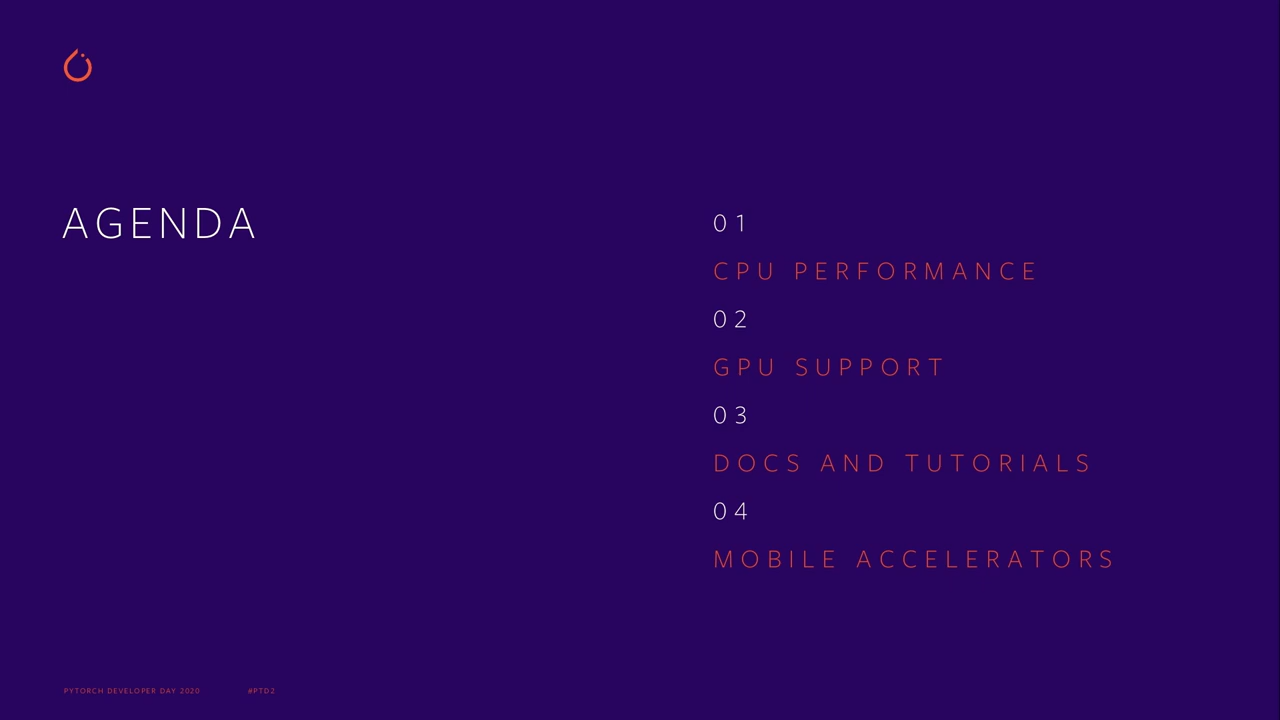 AGENDA
01
CPU PERFORMANCE
02
GPU SUPPORT
03
DOCS AND TUTORIALS
04
MOBILE ACCELERATORS
PYTORCH DEVELOPER DAY 2020 #PTD2